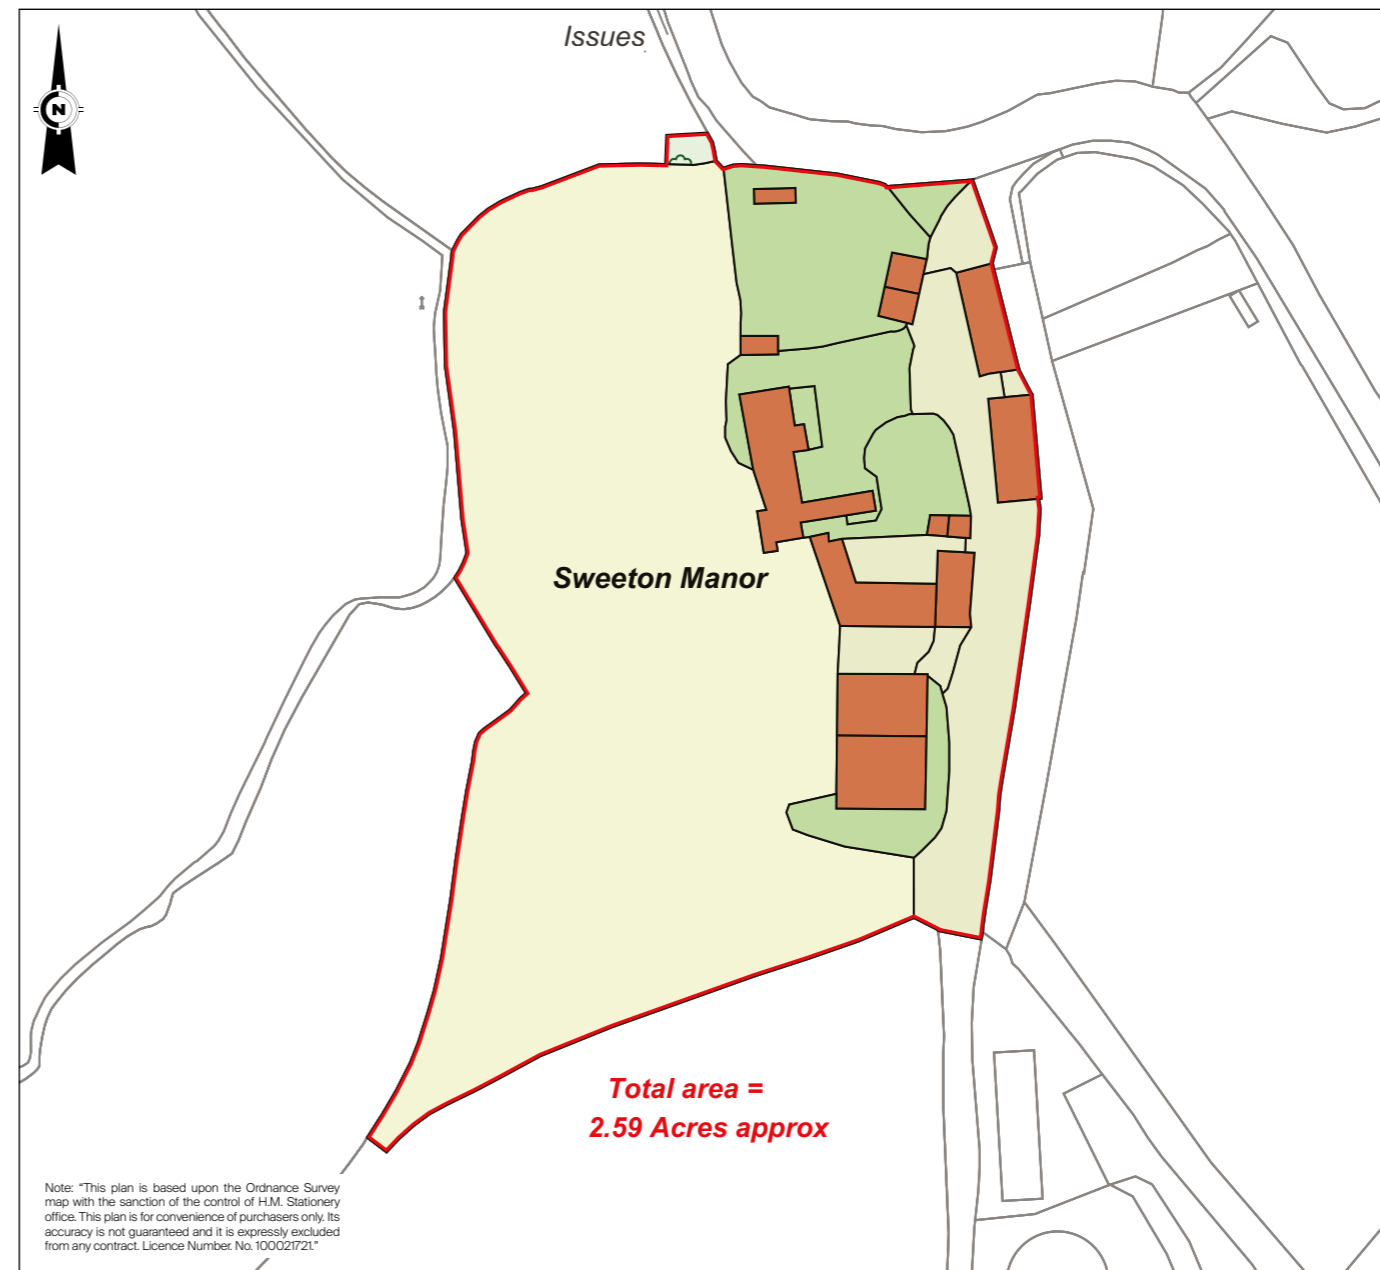 Issues
N
Sweeton Manor
Total area =
2.59 Acres approx
Note: "This plan is based upon the Ordnance Survey
map with the sanction of the control of H.M. Stationery
office. This plan is for convenience of purchasers only. Its
accuracy is not guaranteed and it is expressly excluded
from any contract. Licence Number. No. 100021721."